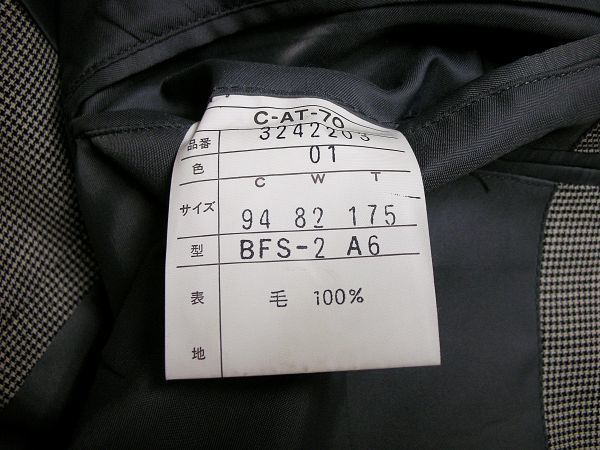 C-AT-70
品番 3242203
色 01
C W T
サイズ 94 82 175
型 BFS-2 A6
表 毛 100%
地